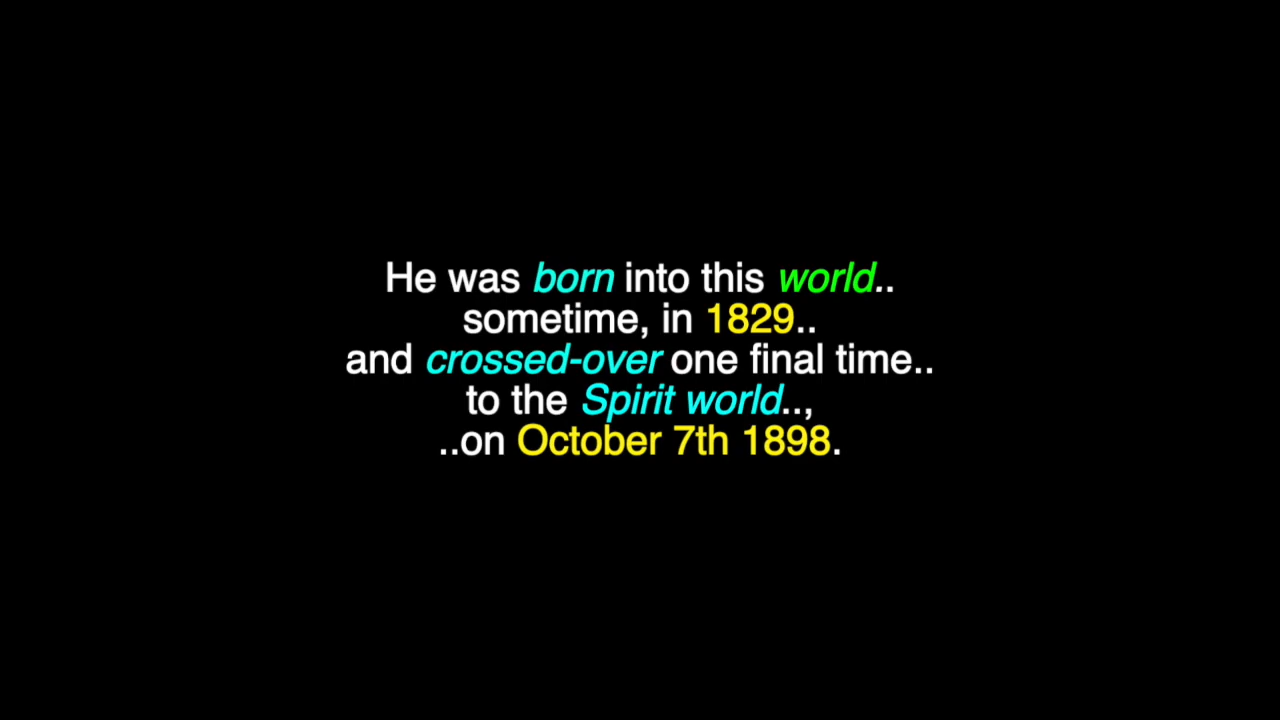 He was born into this world..
sometime, in 1829..
and crossed-over one final time..
to the Spirit world..,
..on October 7th 1898.